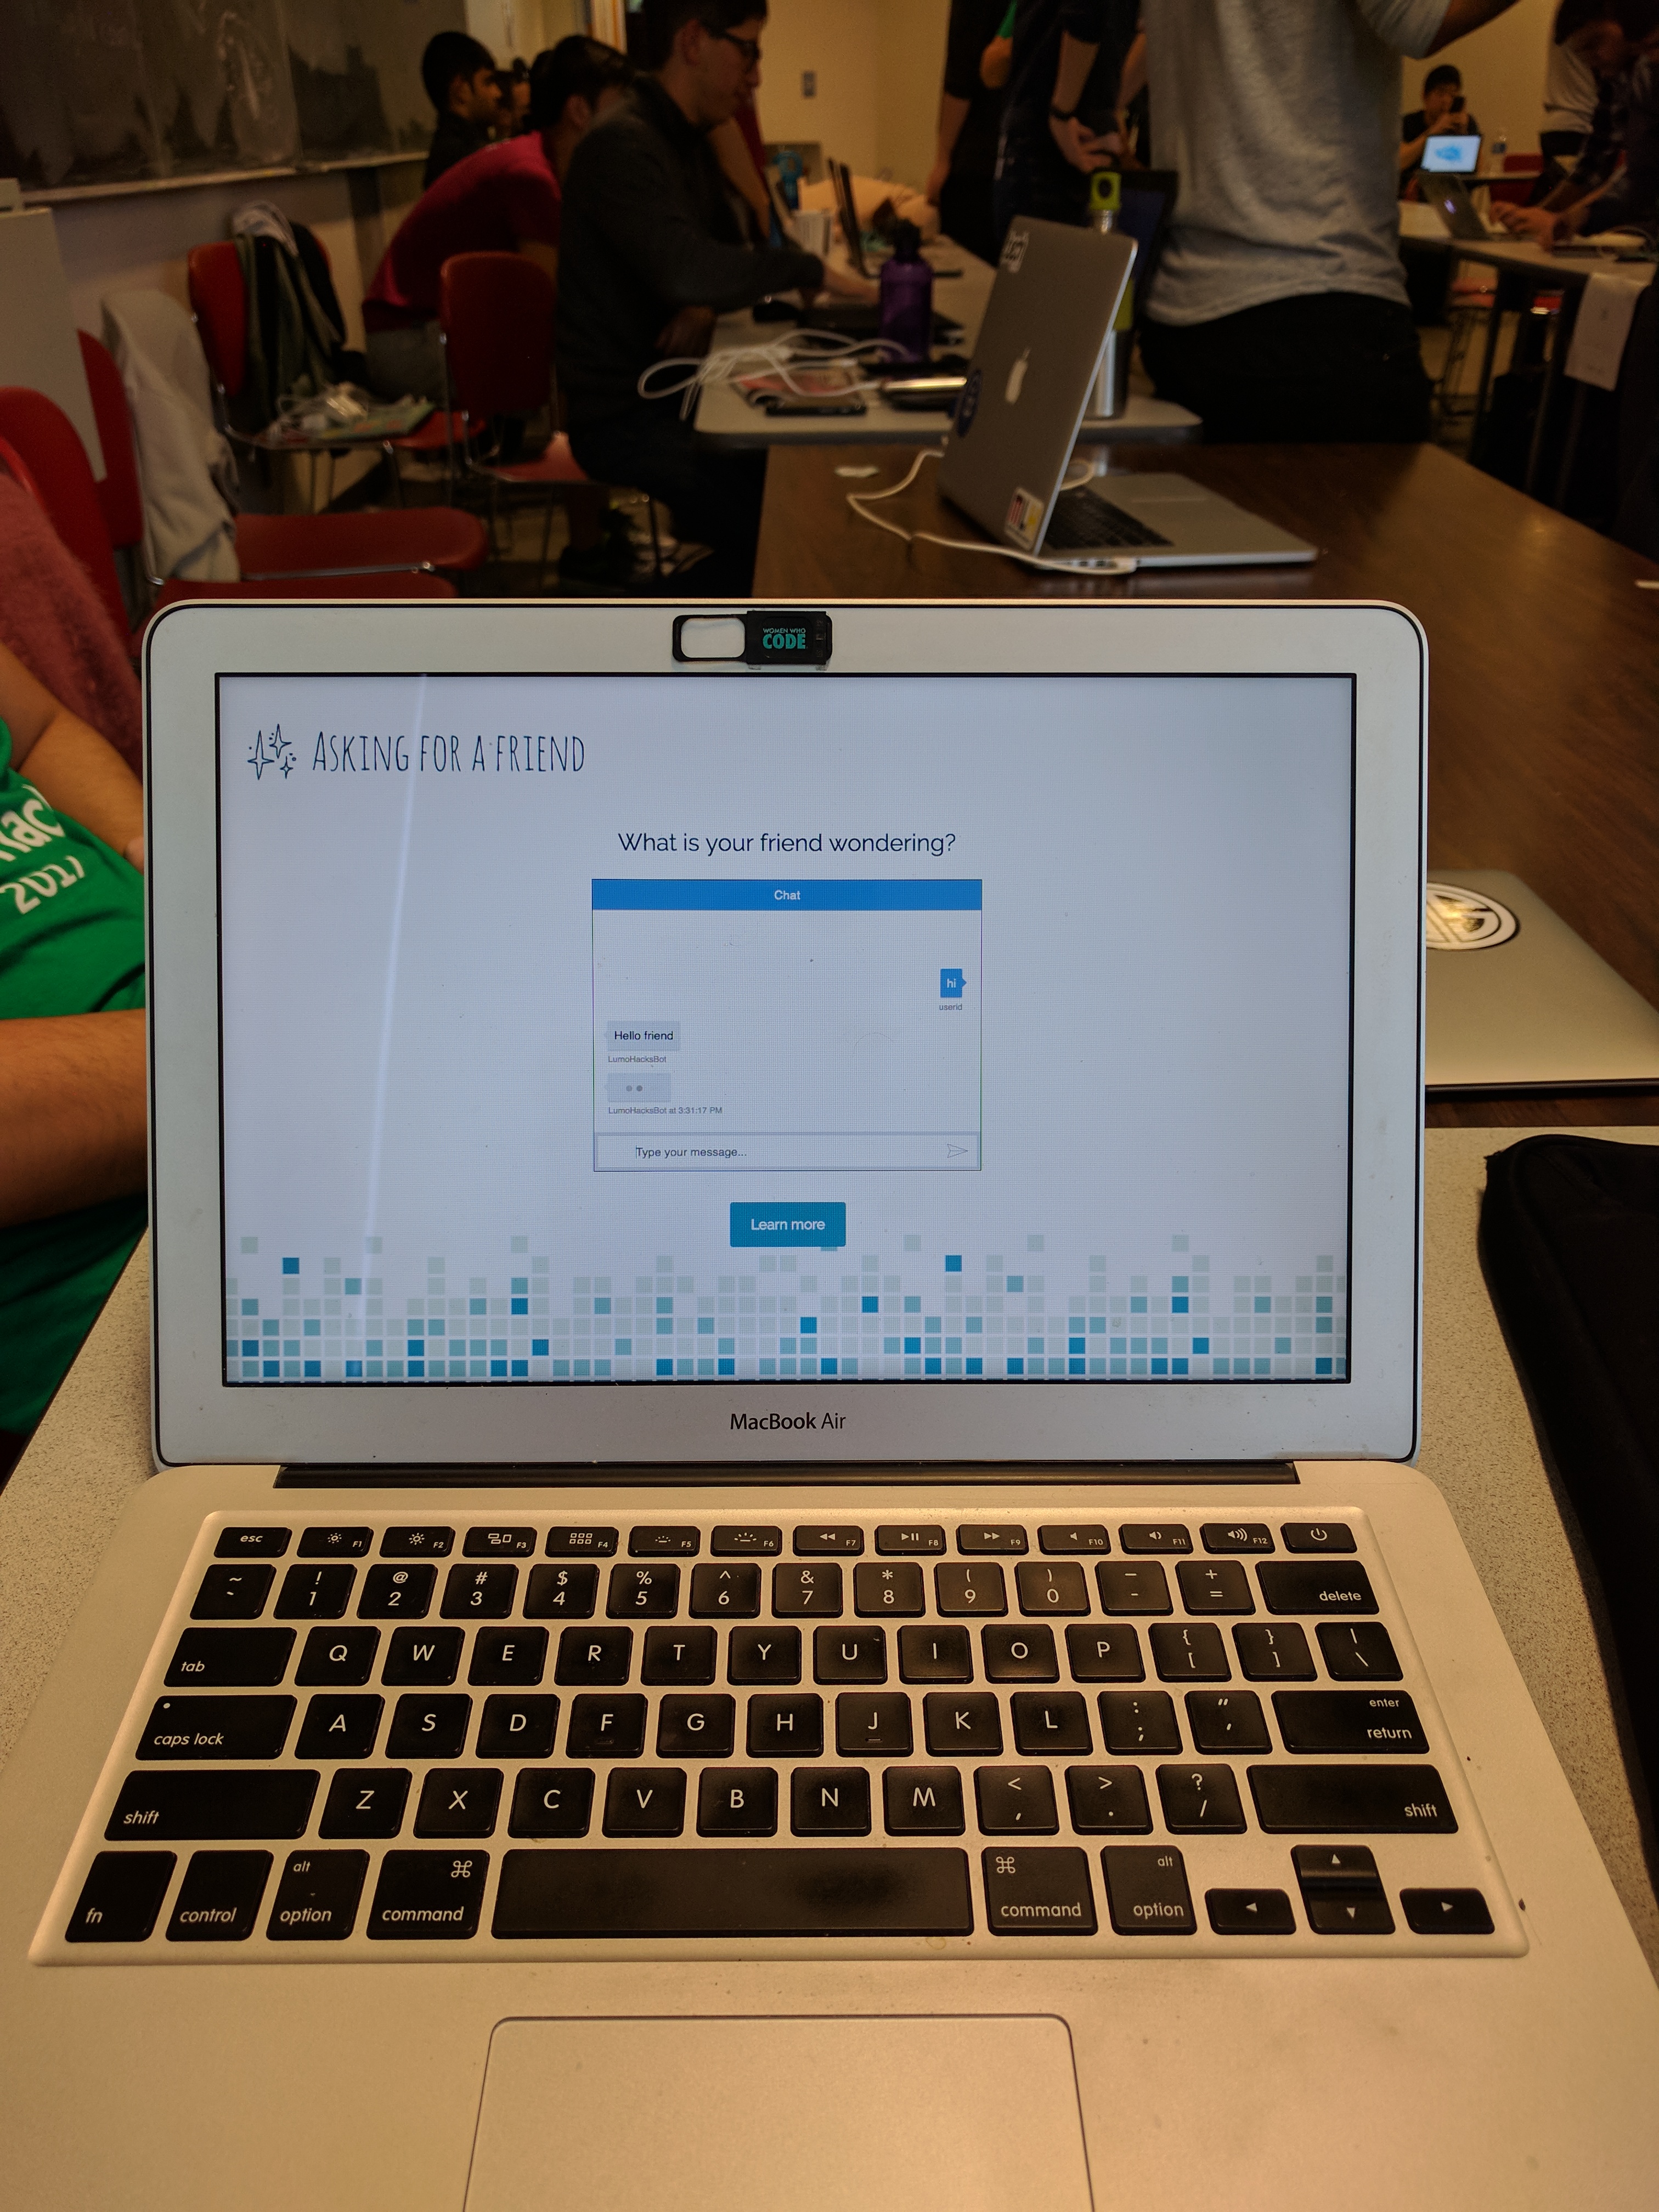 WOMEN WHO
CODE
ASKING FOR A FRIEND
What is your friend wondering?
Chat
hi
userid
Hello friend
LumoHacksBot
LumoHacksBot at 3:31:17 PM
Type your message...
Learn more
2017
MacBook Air
esc F1 F2 F3 F4 F5 F6 F7 F8 F9 F10 F11 F12
~ ! @ # $ % ^ & * ( ) — +
` 1 2 3 4 5 6 7 8 9 0 - = delete
tab Q W E R T Y U I O P { [ } ] | \
caps lock A S D F G H J K L : ; " ' enter return
shift Z X C V B N M < , > . ? / shift
fn control alt option ⌘ command ⌘ command alt option